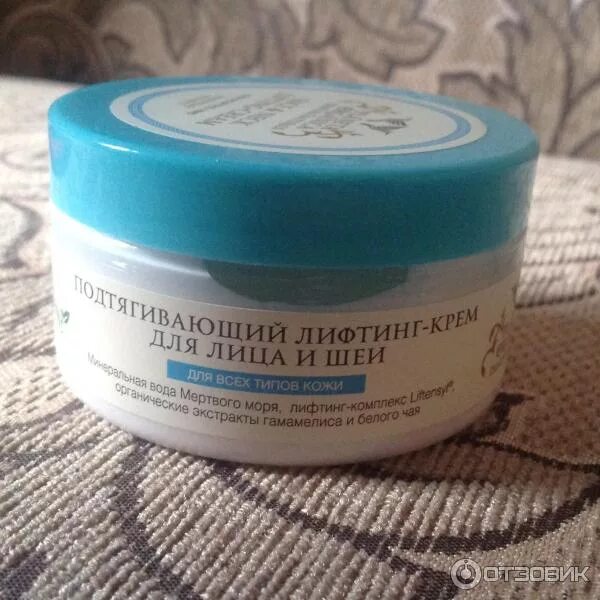 ПОДТЯГИВАЮЩИЙ ЛИФТИНГ-КРЕМ
ДЛЯ ЛИЦА И ШЕИ
ДЛЯ ВСЕХ ТИПОВ КОЖИ
Минеральная вода Мертвого моря, лифтинг-комплекс Liftensyl®,
органические экстракты гамамелиса и белого чая
ОТЗОВИК